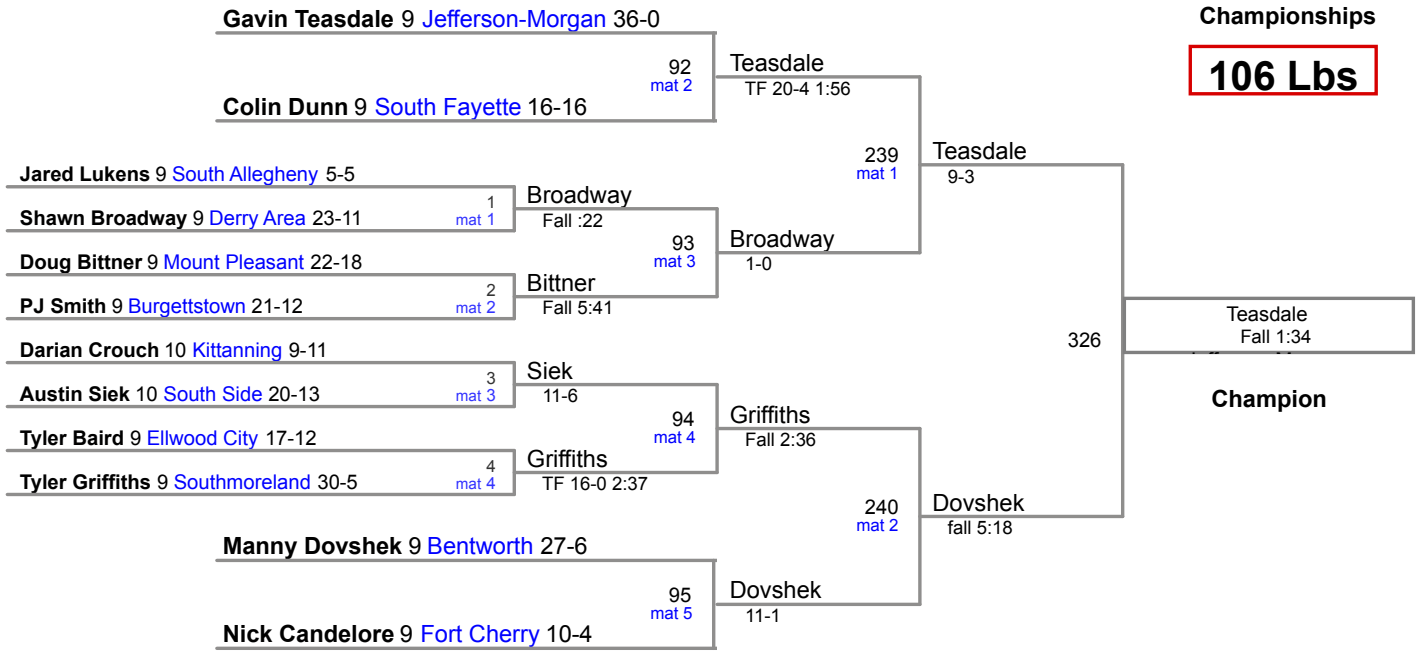 Championships
106 Lbs
Gavin Teasdale 9 Jefferson-Morgan 36-0
92
mat 2
Teasdale
TF 20-4 1:56
Colin Dunn 9 South Fayette 16-16
239
mat 1
Teasdale
9-3
Jared Lukens 9 South Allegheny 5-5
1
mat 1
Broadway
Fall :22
Shawn Broadway 9 Derry Area 23-11
93
mat 3
Broadway
1-0
Doug Bittner 9 Mount Pleasant 22-18
2
mat 2
Bittner
Fall 5:41
PJ Smith 9 Burgettstown 21-12
326
Teasdale
Fall 1:34
Champion
Darian Crouch 10 Kittanning 9-11
3
mat 3
Siek
11-6
Austin Siek 10 South Side 20-13
94
mat 4
Griffiths
Fall 2:36
Tyler Baird 9 Ellwood City 17-12
4
mat 4
Griffiths
TF 16-0 2:37
Tyler Griffiths 9 Southmoreland 30-5
240
mat 2
Dovshek
fall 5:18
Manny Dovshek 9 Bentworth 27-6
95
mat 5
Dovshek
11-1
Nick Candelore 9 Fort Cherry 10-4